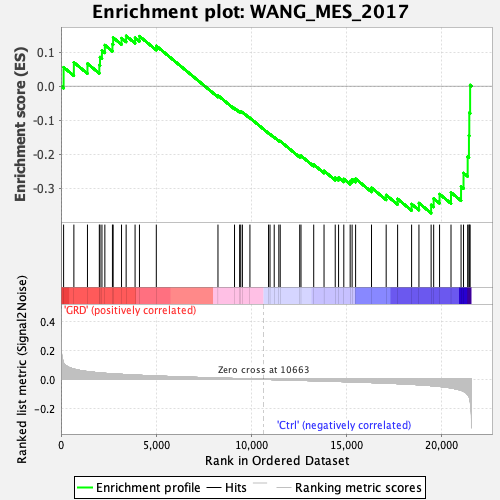 Enrichment plot: WANG_MES_2017
Enrichment score (ES)
0.1
0.0
-0.1
-0.2
-0.3
'GRD' (positively correlated)
Ranked list metric (Signal2Noise)
0.4
0.2
0.0
-0.2
Zero cross at 10663
'Ctrl' (negatively correlated)
0
5,000
10,000
15,000
20,000
Rank in Ordered Dataset
Enrichment profile
Hits
Ranking metric scores